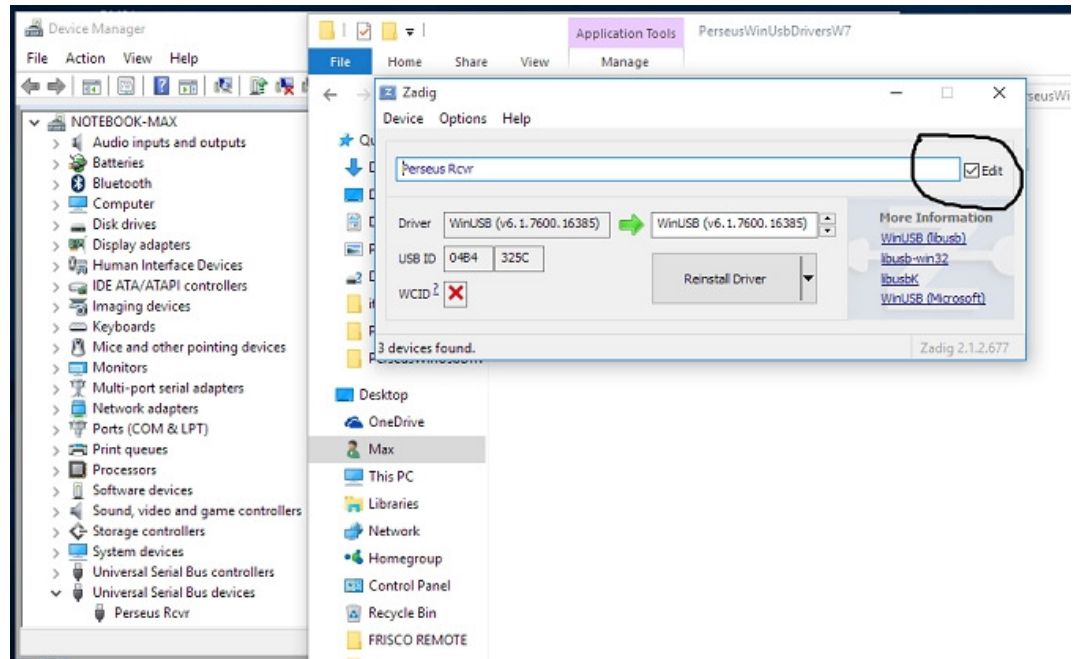 Device Manager
File Action View Help
NOTEBOOK-MAX
Audio inputs and outputs
Batteries
Bluetooth
Computer
Disk drives
Display adapters
Human Interface Devices
IDE ATA/ATAPI controllers
Imaging devices
Keyboards
Mice and other pointing devices
Monitors
Multi-port serial adapters
Network adapters
Ports (COM & LPT)
Print queues
Processors
Software devices
Sound, video and game controllers
Storage controllers
System devices
Universal Serial Bus controllers
Universal Serial Bus devices
Perseus Rcvr
Application Tools PerseusWinUsbDriversW7
File Home Share View Manage
Zadig
Device Options Help
Perseus Rcvr Edit
Driver WinUSB (v6.1.7600.16385) WinUSB (v6.1.7600.16385)
USB ID 04B4 325C
WCID ?
Reinstall Driver
More Information
WinUSB (libusb)
libusb-win32
libusbK
WinUSB (Microsoft)
3 devices found. Zadig 2.1.2.677
Desktop
OneDrive
Max
This PC
Libraries
Network
Homegroup
Control Panel
Recycle Bin
FRISCO REMOTE